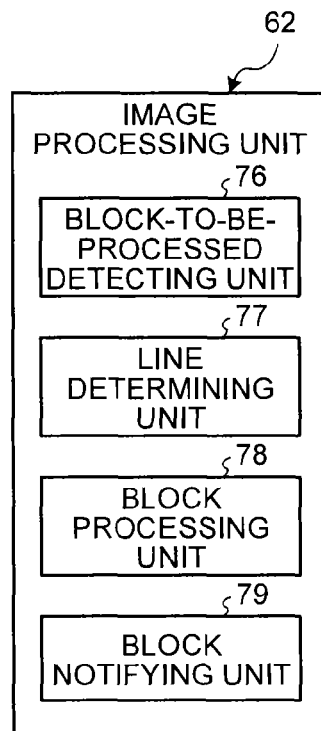 62
IMAGE
PROCESSING UNIT
76
BLOCK-TO-BE-
PROCESSED
DETECTING UNIT
77
LINE
DETERMINING
UNIT
78
BLOCK
PROCESSING
UNIT
79
BLOCK
NOTIFYING UNIT